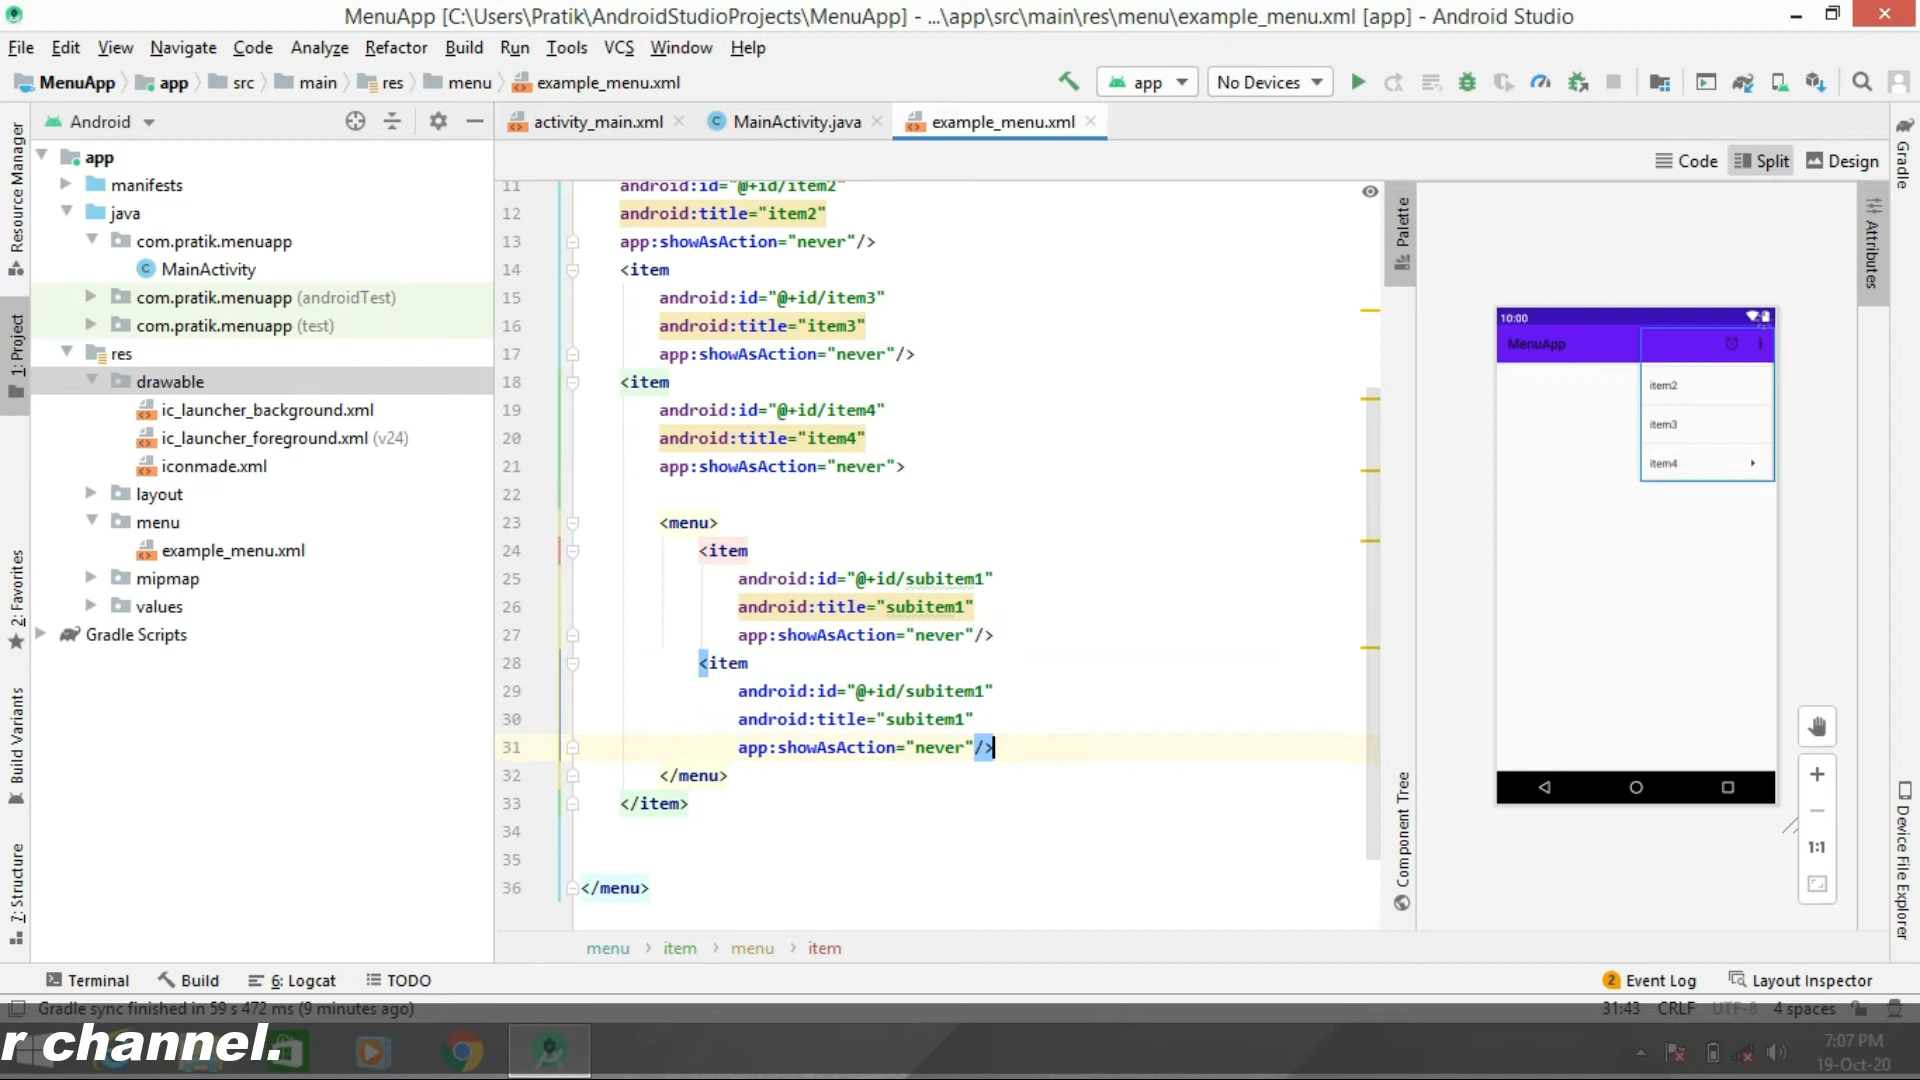 MenuApp [C:\Users\Pratik\AndroidStudioProjects\MenuApp] - ...\app\src\main\res\menu\example_menu.xml [app] - Android Studio
File Edit View Navigate Code Analyze Refactor Build Run Tools VCS Window Help
MenuApp app src main res menu example_menu.xml app No Devices
Android
activity_main.xml MainActivity.java example_menu.xml
Code Split Design
Resource Manager
1: Project
2: Favorites
Build Variants
7: Structure
app
manifests
java
com.pratik.menuapp
MainActivity
com.pratik.menuapp (androidTest)
com.pratik.menuapp (test)
res
drawable
ic_launcher_background.xml
ic_launcher_foreground.xml (v24)
iconmade.xml
layout
menu
example_menu.xml
mipmap
values
Gradle Scripts
11 android:id="@+id/item2"
12 android:title="item2"
13 app:showAsAction="never"/>
14 <item
15 android:id="@+id/item3"
16 android:title="item3"
17 app:showAsAction="never"/>
18 <item
19 android:id="@+id/item4"
20 android:title="item4"
21 app:showAsAction="never">
22
23 <menu>
24 <item
25 android:id="@+id/subitem1"
26 android:title="subitem1"
27 app:showAsAction="never"/>
28 <item
29 android:id="@+id/subitem1"
30 android:title="subitem1"
31 app:showAsAction="never"/>
32 </menu>
33 </item>
34
35
36 </menu>
menu item menu item
Palette
Component Tree
10:00
MenuApp
item2
item3
item4
1:1
Gradle
Attributes
Device File Explorer
Terminal Build 6: Logcat TODO
2 Event Log Layout Inspector
Gradle sync finished in 59 s 472 ms (9 minutes ago)
31:43 CRLF UTF-8 4 spaces
r channel.
7:07 PM
19-Oct-20